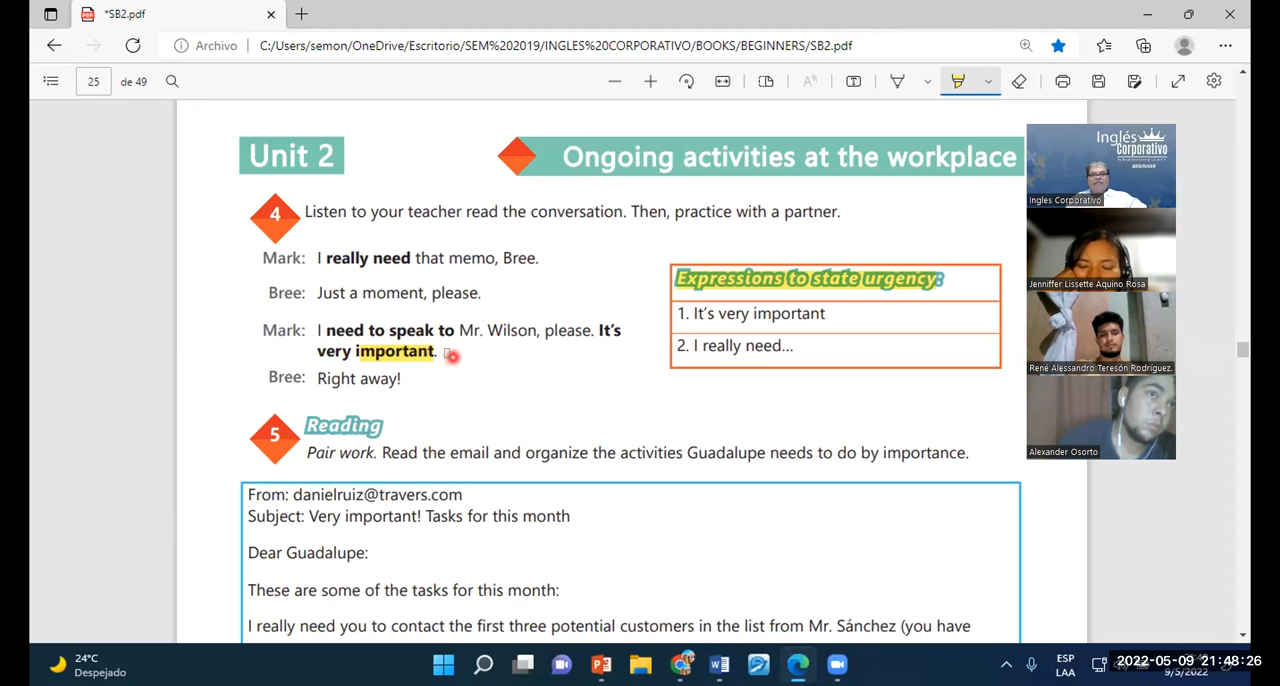 *SB2.pdf
Archivo
C:/Users/semon/OneDrive/Escritorio/SEM%202019/INGLES%20CORPORATIVO/BOOKS/BEGINNERS/SB2.pdf
25
de 49
Unit 2
Ongoing activities at the workplace
4
Listen to your teacher read the conversation. Then, practice with a partner.
Mark: I really need that memo, Bree.
Bree: Just a moment, please.
Mark: I need to speak to Mr. Wilson, please. It's
very important.
Bree: Right away!
Expressions to state urgency:
1. It's very important
2. I really need...
5
Reading
Pair work. Read the email and organize the activities Guadalupe needs to do by importance.
From: danielruiz@travers.com
Subject: Very important! Tasks for this month
Dear Guadalupe:
These are some of the tasks for this month:
I really need you to contact the first three potential customers in the list from Mr. Sánchez (you have
Inglés
Corporativo
BEGINNER
Ingles Corporativo
Jenniffer Lissette Aquino Rosa
René Alessandro Teresón Rodríguez.
Alexander Osorto
24°C
Despejado
ESP
LAA
2022-05-09 21:48:26
9/5/2022